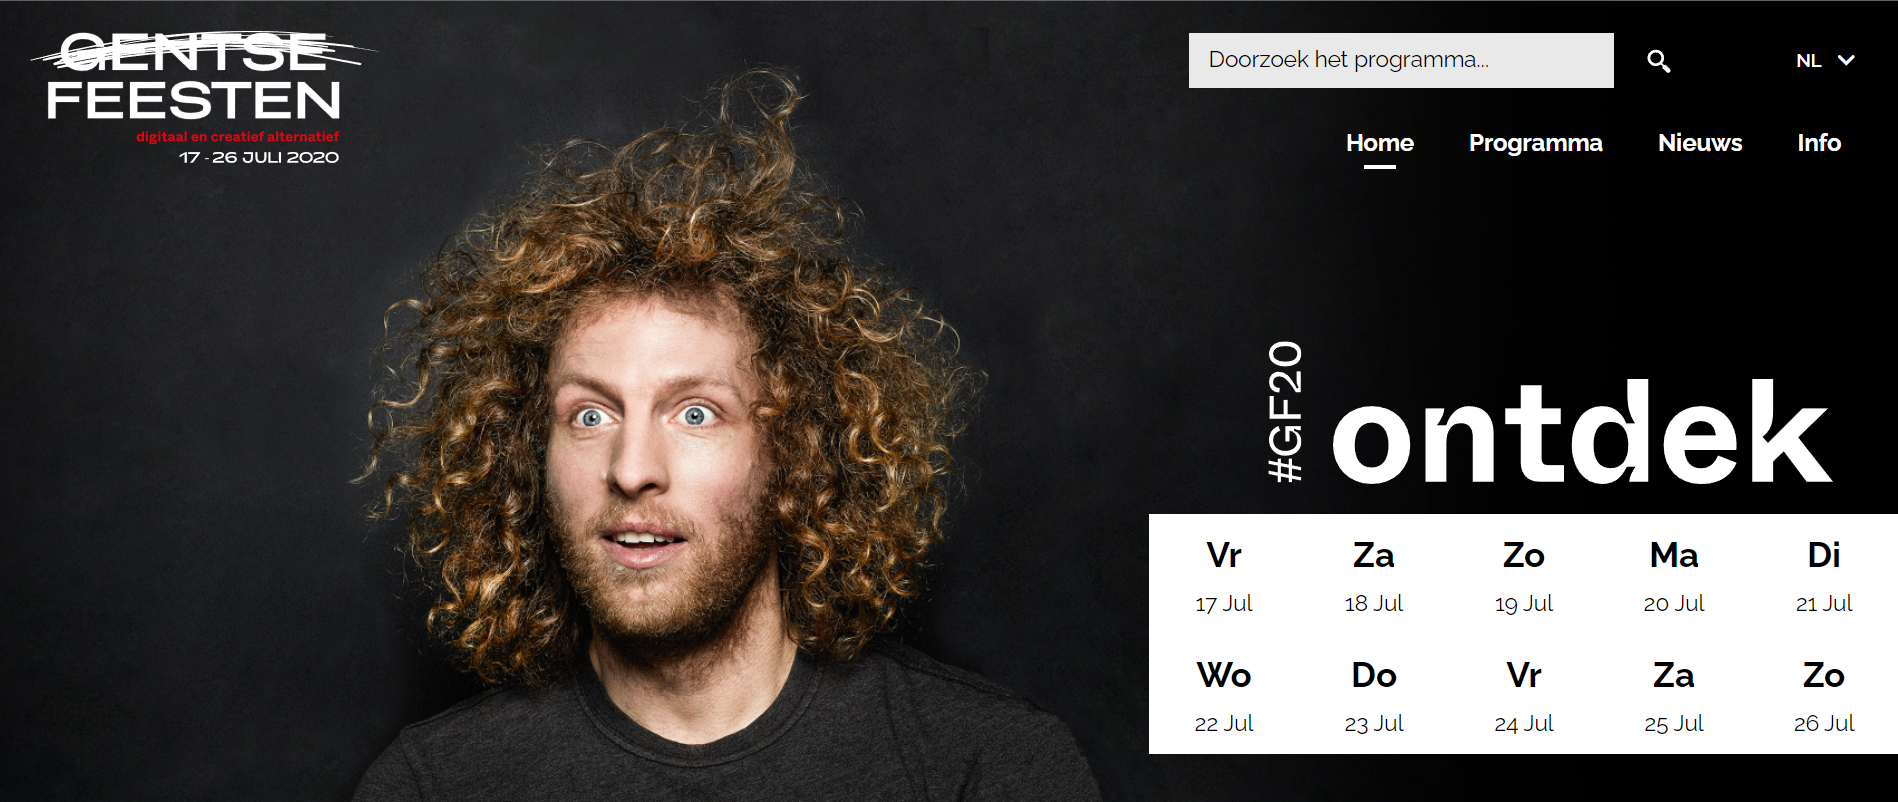 GENTSE
FEESTEN
digitaal en creatief alternatief
17 - 26 JULI 2020
Doorzoek het programma...
NL
Home Programma Nieuws Info
#GF20
ontdek
Vr Za Zo Ma Di
17 Jul 18 Jul 19 Jul 20 Jul 21 Jul
Wo Do Vr Za Zo
22 Jul 23 Jul 24 Jul 25 Jul 26 Jul